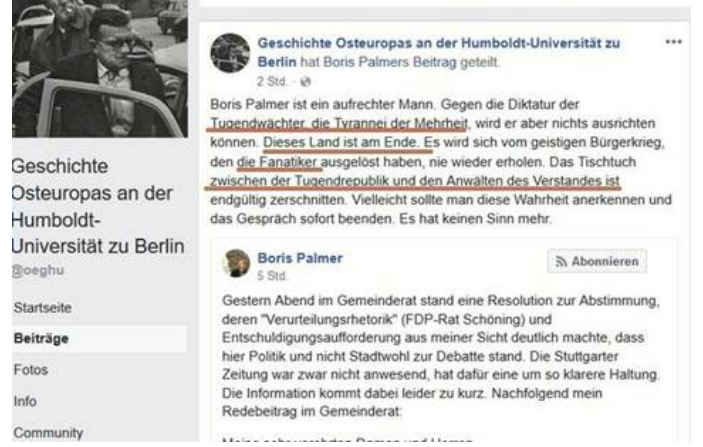 Geschichte Osteuropas an der Humboldt-Universität zu
Berlin hat Boris Palmers Beitrag geteilt.
2 Std. ·
Boris Palmer ist ein aufrechter Mann. Gegen die Diktatur der
Tugendwächter, die Tyrannei der Mehrheit, wird er aber nichts ausrichten
können. Dieses Land ist am Ende. Es wird sich vom geistigen Bürgerkrieg,
den die Fanatiker ausgelöst haben, nie wieder erholen. Das Tischtuch
zwischen der Tugendrepublik und den Anwälten des Verstandes ist
endgültig zerschnitten. Vielleicht sollte man diese Wahrheit anerkennen und
das Gespräch sofort beenden. Es hat keinen Sinn mehr.
Boris Palmer
5 Std.
Abonnieren
Gestern Abend im Gemeinderat stand eine Resolution zur Abstimmung,
deren "Verurteilungsrhetorik" (FDP-Rat Schöning) und
Entschuldigungsaufforderung aus meiner Sicht deutlich machte, dass
hier Politik und nicht Stadtwohl zur Debatte stand. Die Stuttgarter
Zeitung war zwar nicht anwesend, hat dafür eine um so klarere Haltung.
Die Information kommt dabei leider zu kurz. Nachfolgend mein
Redebeitrag im Gemeinderat:
Geschichte
Osteuropas an der
Humboldt-
Universität zu Berlin
@oeghu
Startseite
Beiträge
Fotos
Info
Community